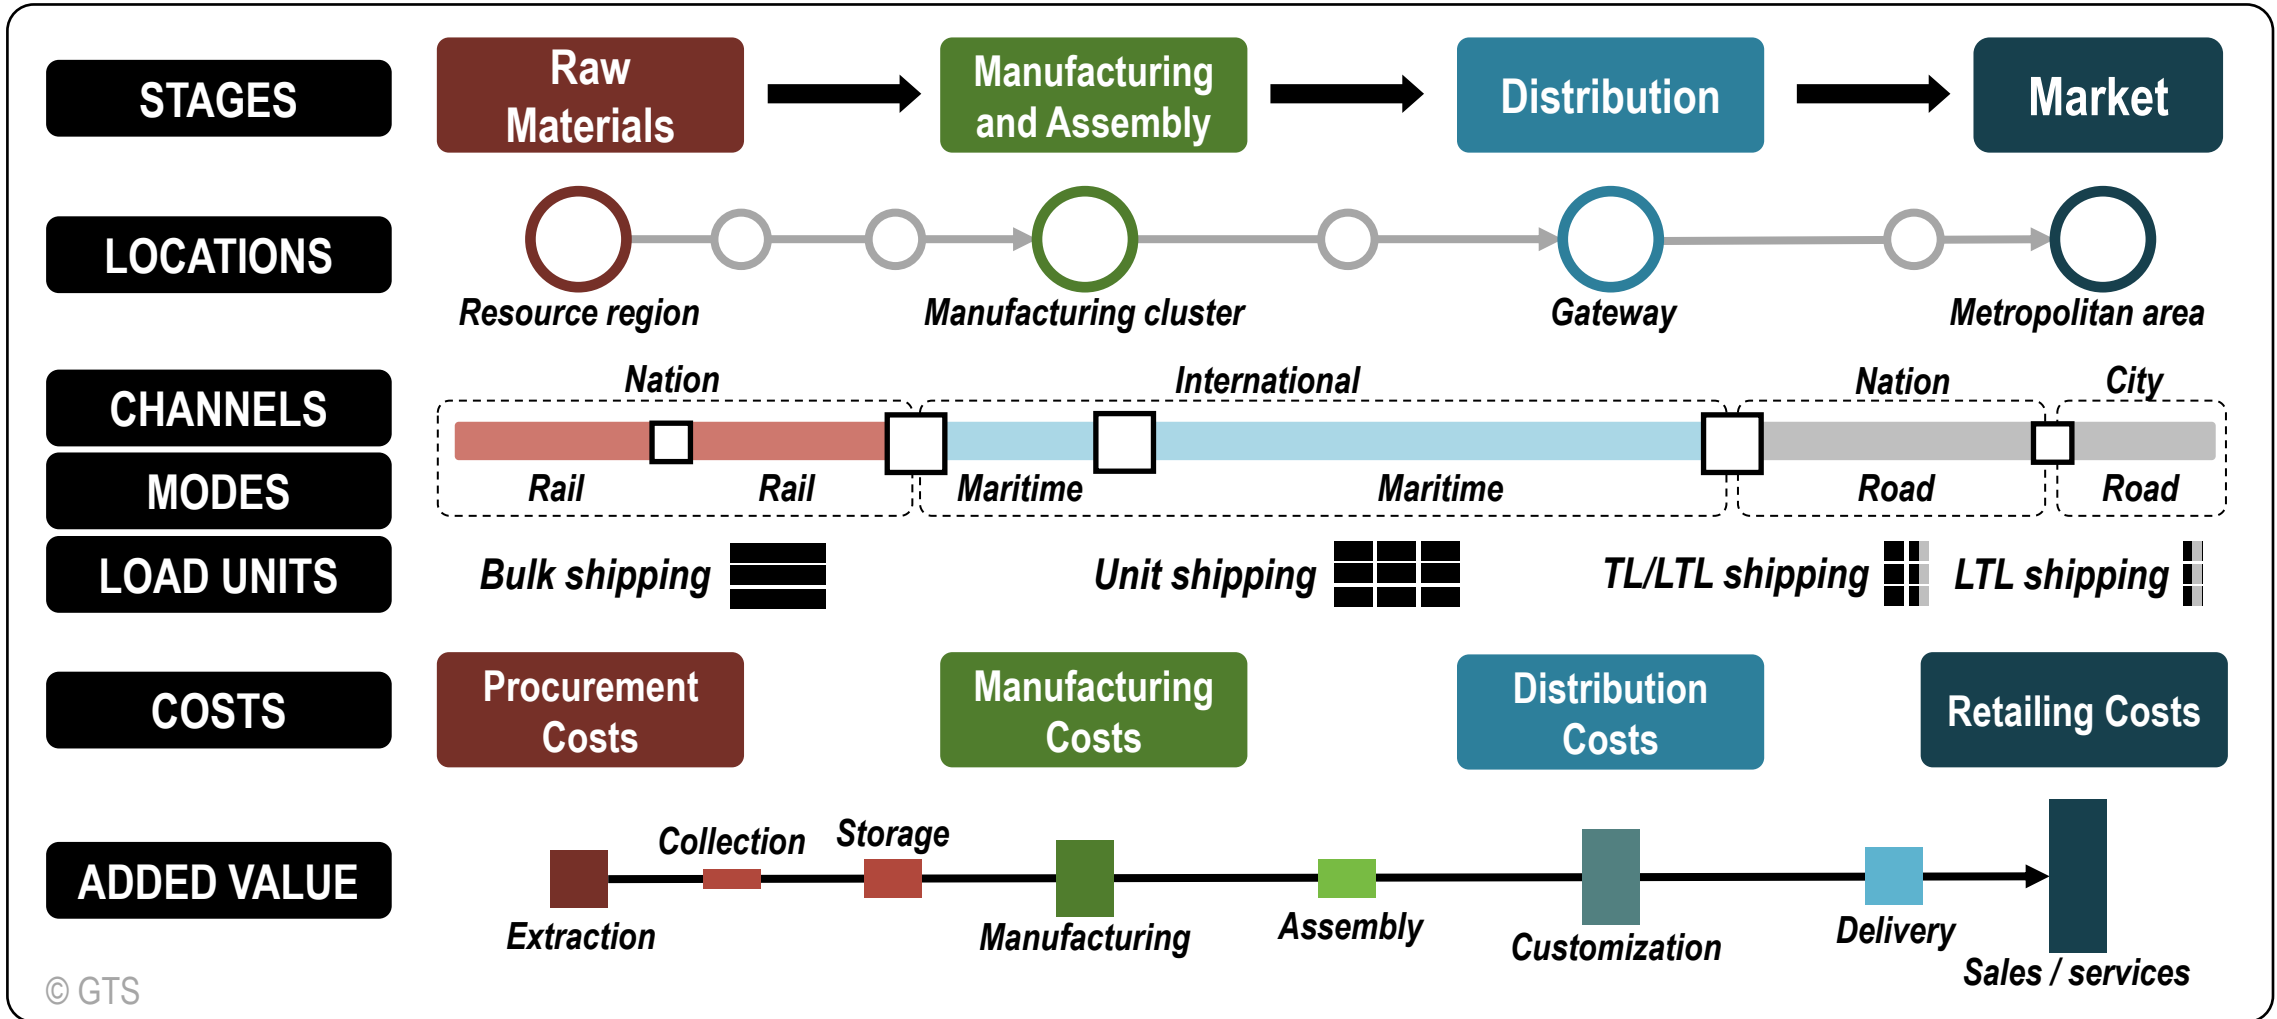 STAGES
Raw
Materials
Manufacturing
and Assembly
Distribution
Market
LOCATIONS
Resource region
Manufacturing cluster
Gateway
Metropolitan area
CHANNELS
Nation
International
Nation
City
MODES
Rail
Rail
Maritime
Maritime
Road
Road
LOAD UNITS
Bulk shipping
Unit shipping
TL/LTL shipping
LTL shipping
COSTS
Procurement
Costs
Manufacturing
Costs
Distribution
Costs
Retailing Costs
ADDED VALUE
Extraction
Collection
Storage
Manufacturing
Assembly
Customization
Delivery
Sales / services
© GTS